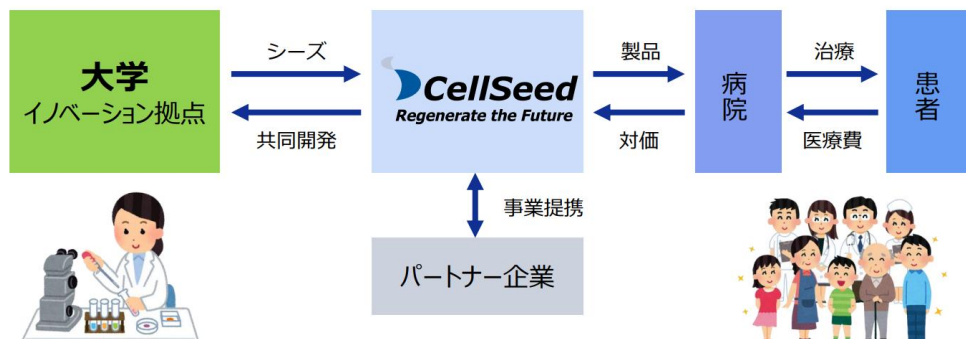 大学
イノベーション拠点
シーズ
共同開発
CellSeed
Regenerate the Future
製品
対価
病院
治療
医療費
患者
事業提携
パートナー企業